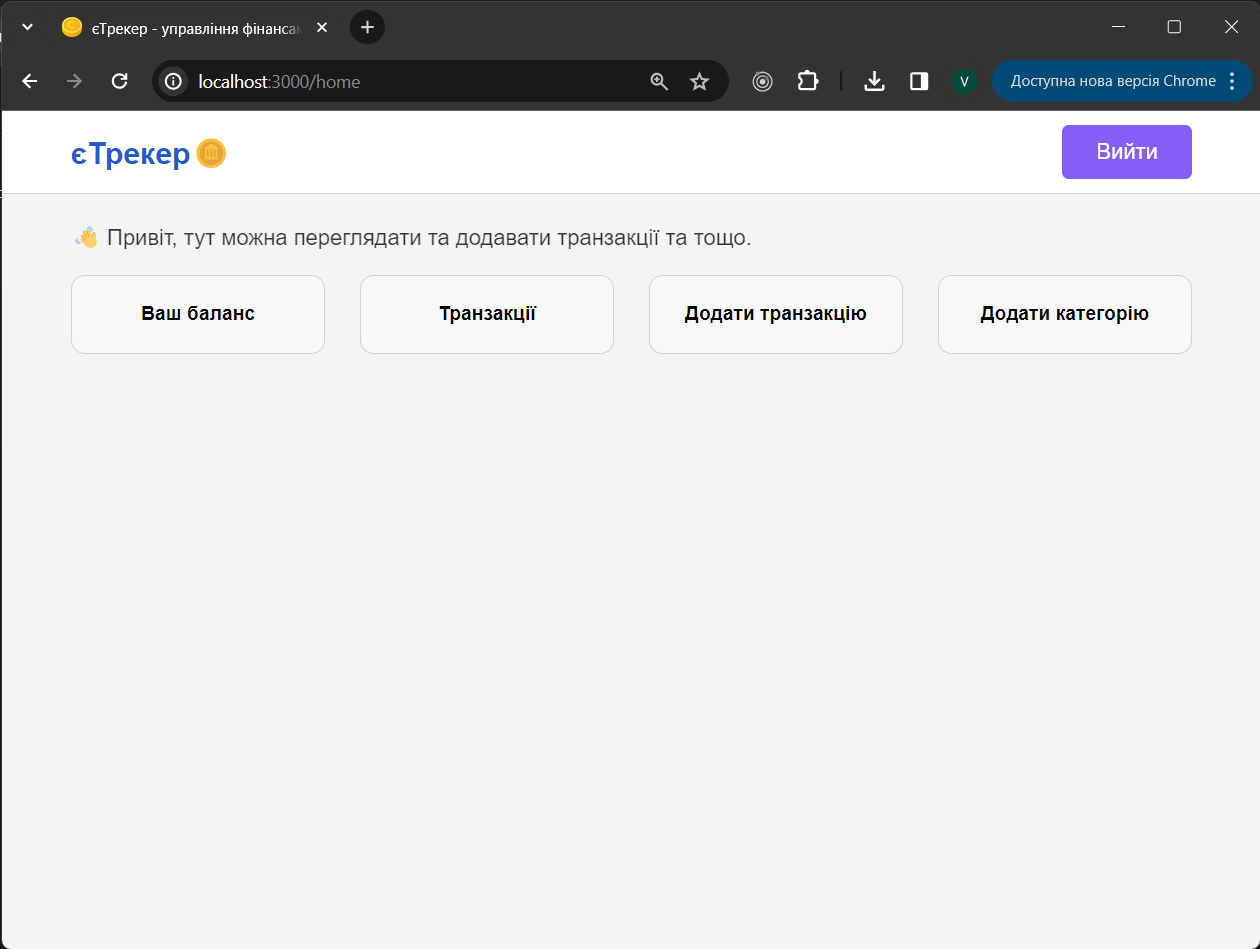 єТрекер - управління фінансам
localhost:3000/home
V
Доступна нова версія Chrome
єТрекер
Вийти
👋 Привіт, тут можна переглядати та додавати транзакції та тощо.
Ваш баланс
Транзакції
Додати транзакцію
Додати категорію